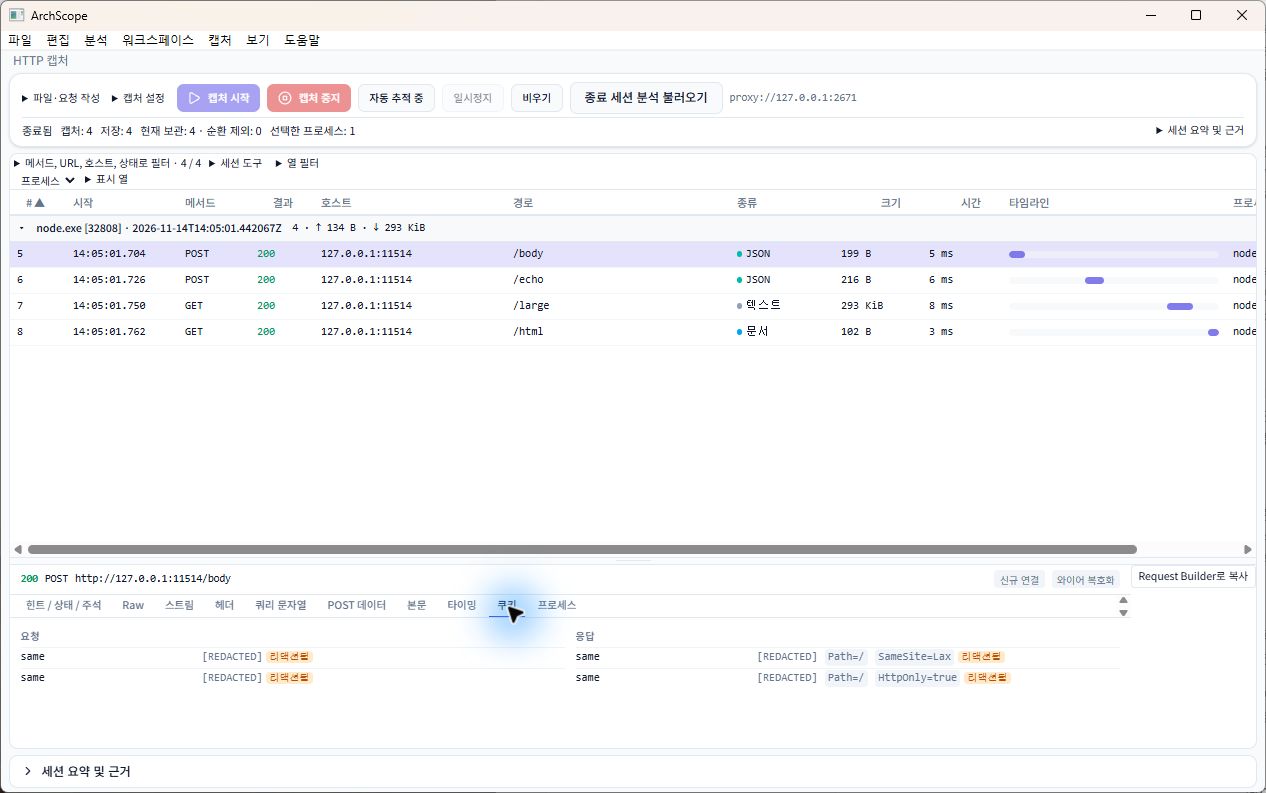 ArchScope
파일 편집 분석 워크스페이스 캡처 보기 도움말
HTTP 캡처
▶ 파일·요청 작성 ▶ 캡처 설정 캡처 시작 캡처 중지 자동 추적 중 일시정지 비우기 종료 세션 분석 불러오기 proxy://127.0.0.1:2671
종료됨 캡처: 4 저장: 4 현재 보관: 4 · 순환 제외: 0 선택한 프로세스: 1 ▶ 세션 요약 및 근거
▶ 메서드, URL, 호스트, 상태로 필터 · 4 / 4 ▶ 세션 도구 ▶ 열 필터
프로세스 ▶ 표시 열
# ▲ 시작 메서드 결과 호스트 경로 종류 크기 시간 타임라인 프로
node.exe [32808] · 2026-11-14T14:05:01.442067Z 4 · ↑ 134 B · ↓ 293 KiB
5 14:05:01.704 POST 200 127.0.0.1:11514 /body JSON 199 B 5 ms node
6 14:05:01.726 POST 200 127.0.0.1:11514 /echo JSON 216 B 6 ms node
7 14:05:01.750 GET 200 127.0.0.1:11514 /large 텍스트 293 KiB 8 ms node
8 14:05:01.762 GET 200 127.0.0.1:11514 /html 문서 102 B 3 ms node
200 POST http://127.0.0.1:11514/body 신규 연결 와이어 복호화 Request Builder로 복사
힌트 / 상태 / 주석 Raw 스트림 헤더 쿼리 문자열 POST 데이터 본문 타이밍 쿠키 프로세스
요청 응답
same [REDACTED] 리댁션됨 same [REDACTED] Path=/ SameSite=Lax 리댁션됨
same [REDACTED] 리댁션됨 same [REDACTED] Path=/ HttpOnly=true 리댁션됨
세션 요약 및 근거